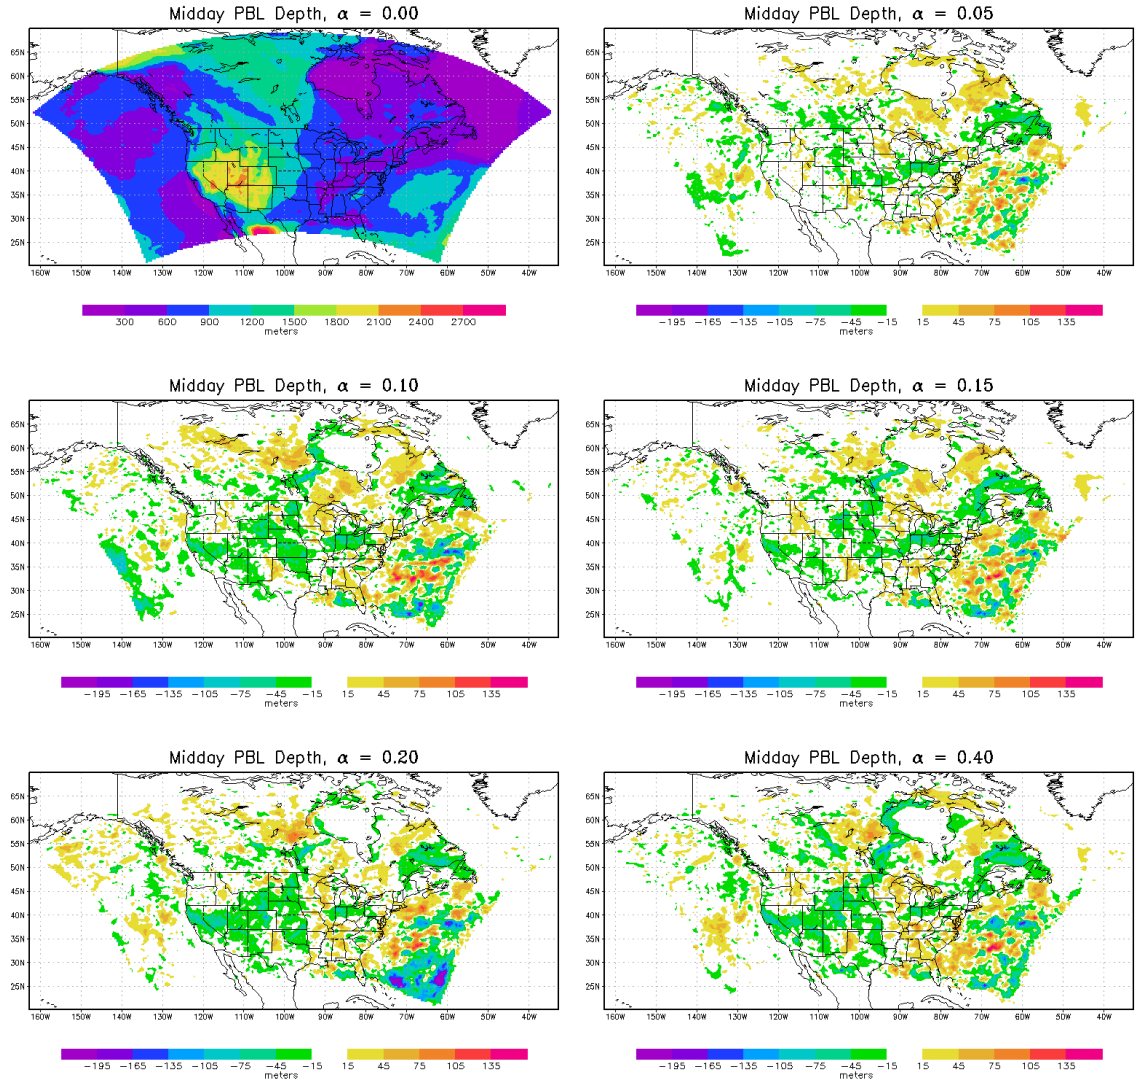 Midday PBL Depth, α = 0.00
65N
60N
55N
50N
45N
40N
35N
30N
25N
160W 150W 140W 130W 120W 110W 100W 90W 80W 70W 60W 50W 40W
300 600 900 1200 1500 1800 2100 2400 2700
meters
Midday PBL Depth, α = 0.05
65N
60N
55N
50N
45N
40N
35N
30N
25N
160W 150W 140W 130W 120W 110W 100W 90W 80W 70W 60W 50W 40W
−195 −165 −135 −105 −75 −45 −15 15 45 75 105 135
meters
Midday PBL Depth, α = 0.10
65N
60N
55N
50N
45N
40N
35N
30N
25N
160W 150W 140W 130W 120W 110W 100W 90W 80W 70W 60W 50W 40W
−195 −165 −135 −105 −75 −45 −15 15 45 75 105 135
meters
Midday PBL Depth, α = 0.15
65N
60N
55N
50N
45N
40N
35N
30N
25N
160W 150W 140W 130W 120W 110W 100W 90W 80W 70W 60W 50W 40W
−195 −165 −135 −105 −75 −45 −15 15 45 75 105 135
meters
Midday PBL Depth, α = 0.20
65N
60N
55N
50N
45N
40N
35N
30N
25N
160W 150W 140W 130W 120W 110W 100W 90W 80W 70W 60W 50W 40W
−195 −165 −135 −105 −75 −45 −15 15 45 75 105 135
meters
Midday PBL Depth, α = 0.40
65N
60N
55N
50N
45N
40N
35N
30N
25N
160W 150W 140W 130W 120W 110W 100W 90W 80W 70W 60W 50W 40W
−195 −165 −135 −105 −75 −45 −15 15 45 75 105 135
meters